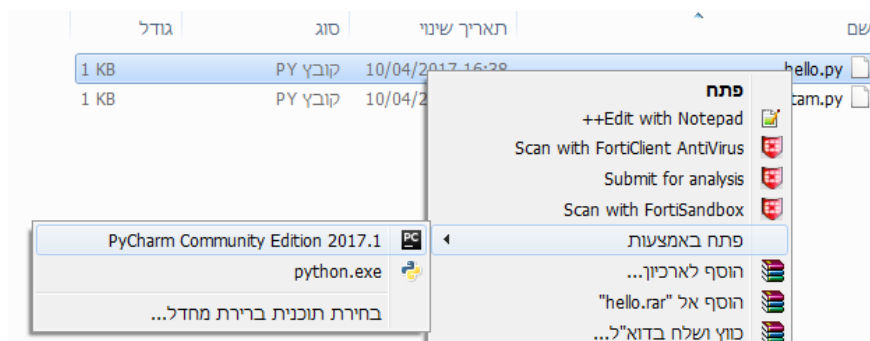 שם תאריך שינוי סוג גודל
hello.py 10/04/2017 16:38 קובץ PY 1 KB
tam.py 10/04/2 קובץ PY 1 KB
פתח
Edit with Notepad++
Scan with FortiClient AntiVirus
Submit for analysis
Scan with FortiSandbox
פתח באמצעות
PyCharm Community Edition 2017.1
python.exe
בחירת תוכנית ברירת מחדל...
הוסף לארכיון...
הוסף אל "hello.rar"
כווץ ושלח בדוא"ל...